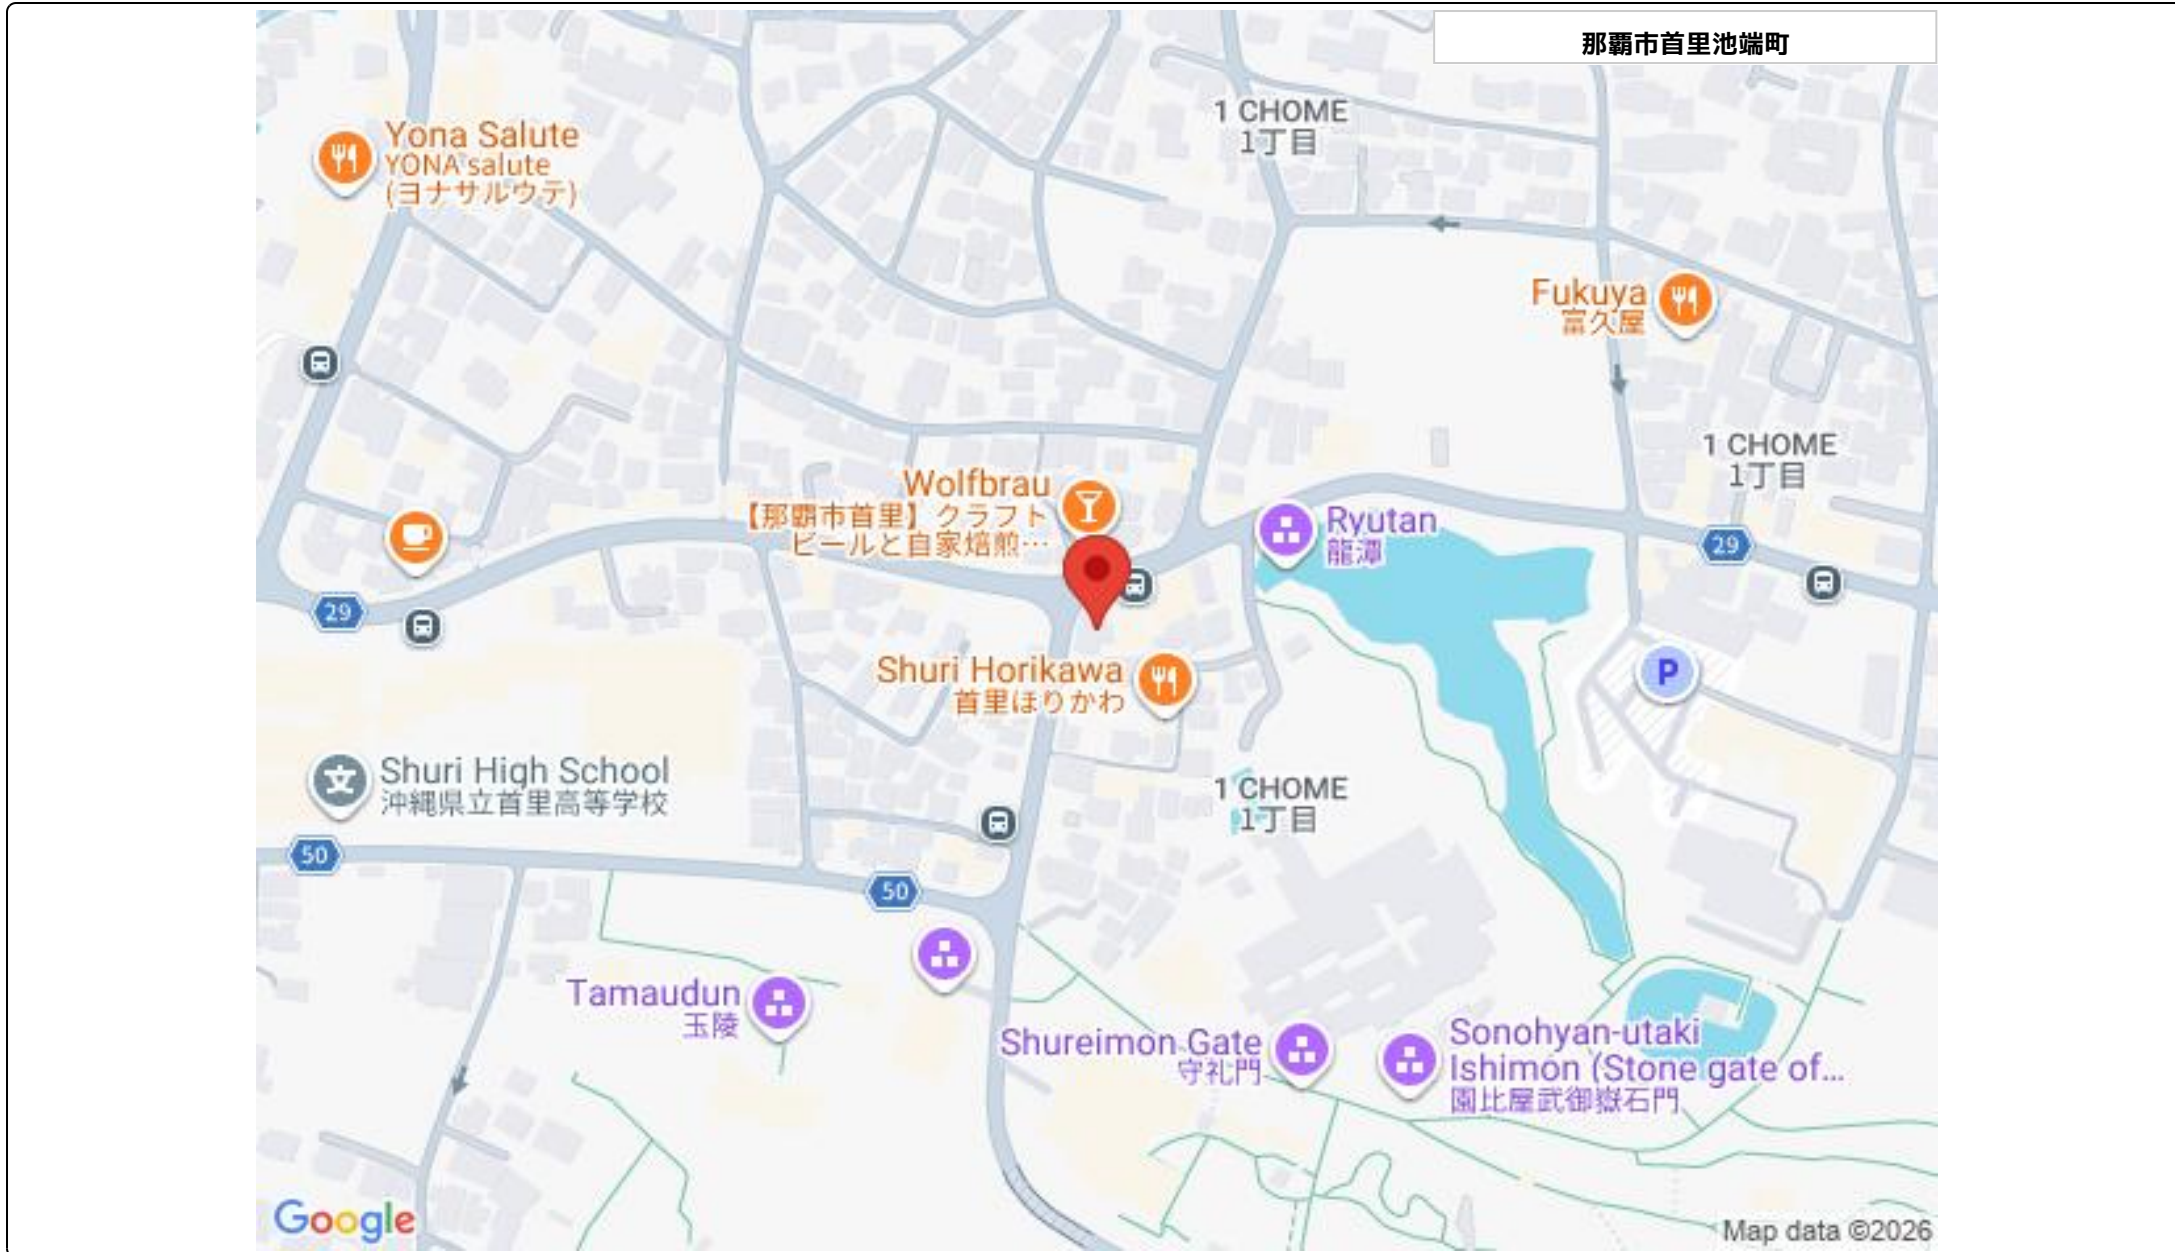 那覇市首里池端町
1 CHOME
1丁目
Yona Salute
YONA salute
(ヨナサルウテ)
Fukuya
富久屋
1 CHOME
1丁目
Wolfbrau
【那覇市首里】クラフト
ビールと自家焙煎…
Ryutan
龍潭
29
29
Shuri Horikawa
首里ほりかわ
P
Shuri High School
沖縄県立首里高等学校
文
1 CHOME
1丁目
50
50
Tamaudun
玉陵
Shureimon Gate
守礼門
Sonohyan-utaki
Ishimon (Stone gate of...
園比屋武御嶽石門
Google
Map data ©2026